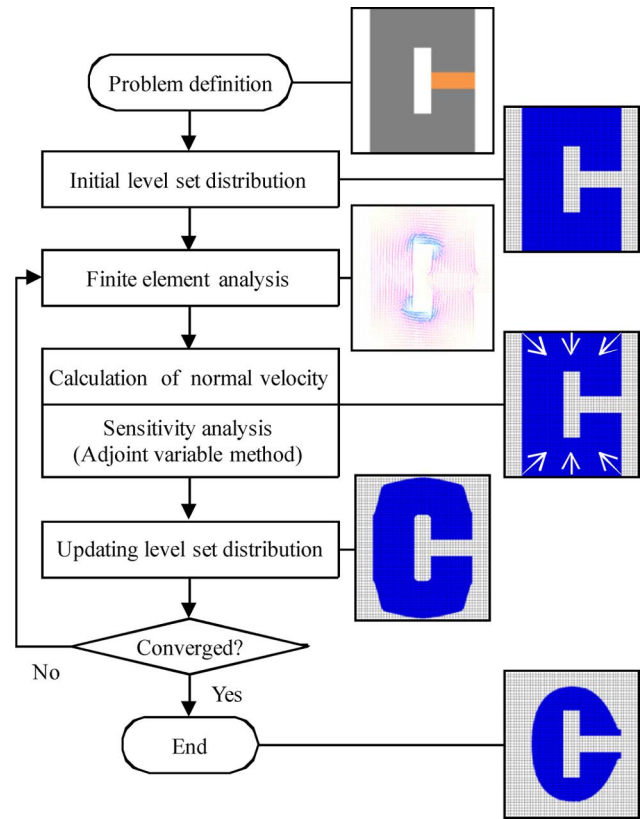 Problem definition
Initial level set distribution
Finite element analysis
Calculation of normal velocity
Sensitivity analysis
(Adjoint variable method)
Updating level set distribution
Converged?
No
Yes
End